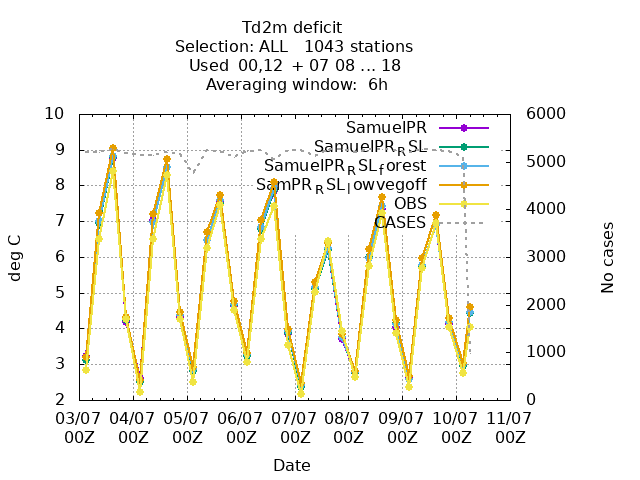 Td2m deficit
Selection: ALL 1043 stations
Used 00,12 + 07 08 ... 18
Averaging window: 6h
10 6000
SamuelPR
SamuelPR_RSL
9 5000
SamuelPR_RSL_forest
8
SamPR_RSL_lowvegoff
OBS
4000
7
CASES
6 3000
deg C
No cases
5
2000
4
1000
3
2 0
03/07 04/07 05/07 06/07 07/07 08/07 09/07 10/07 11/07
00Z 00Z 00Z 00Z 00Z 00Z 00Z 00Z 00Z
Date